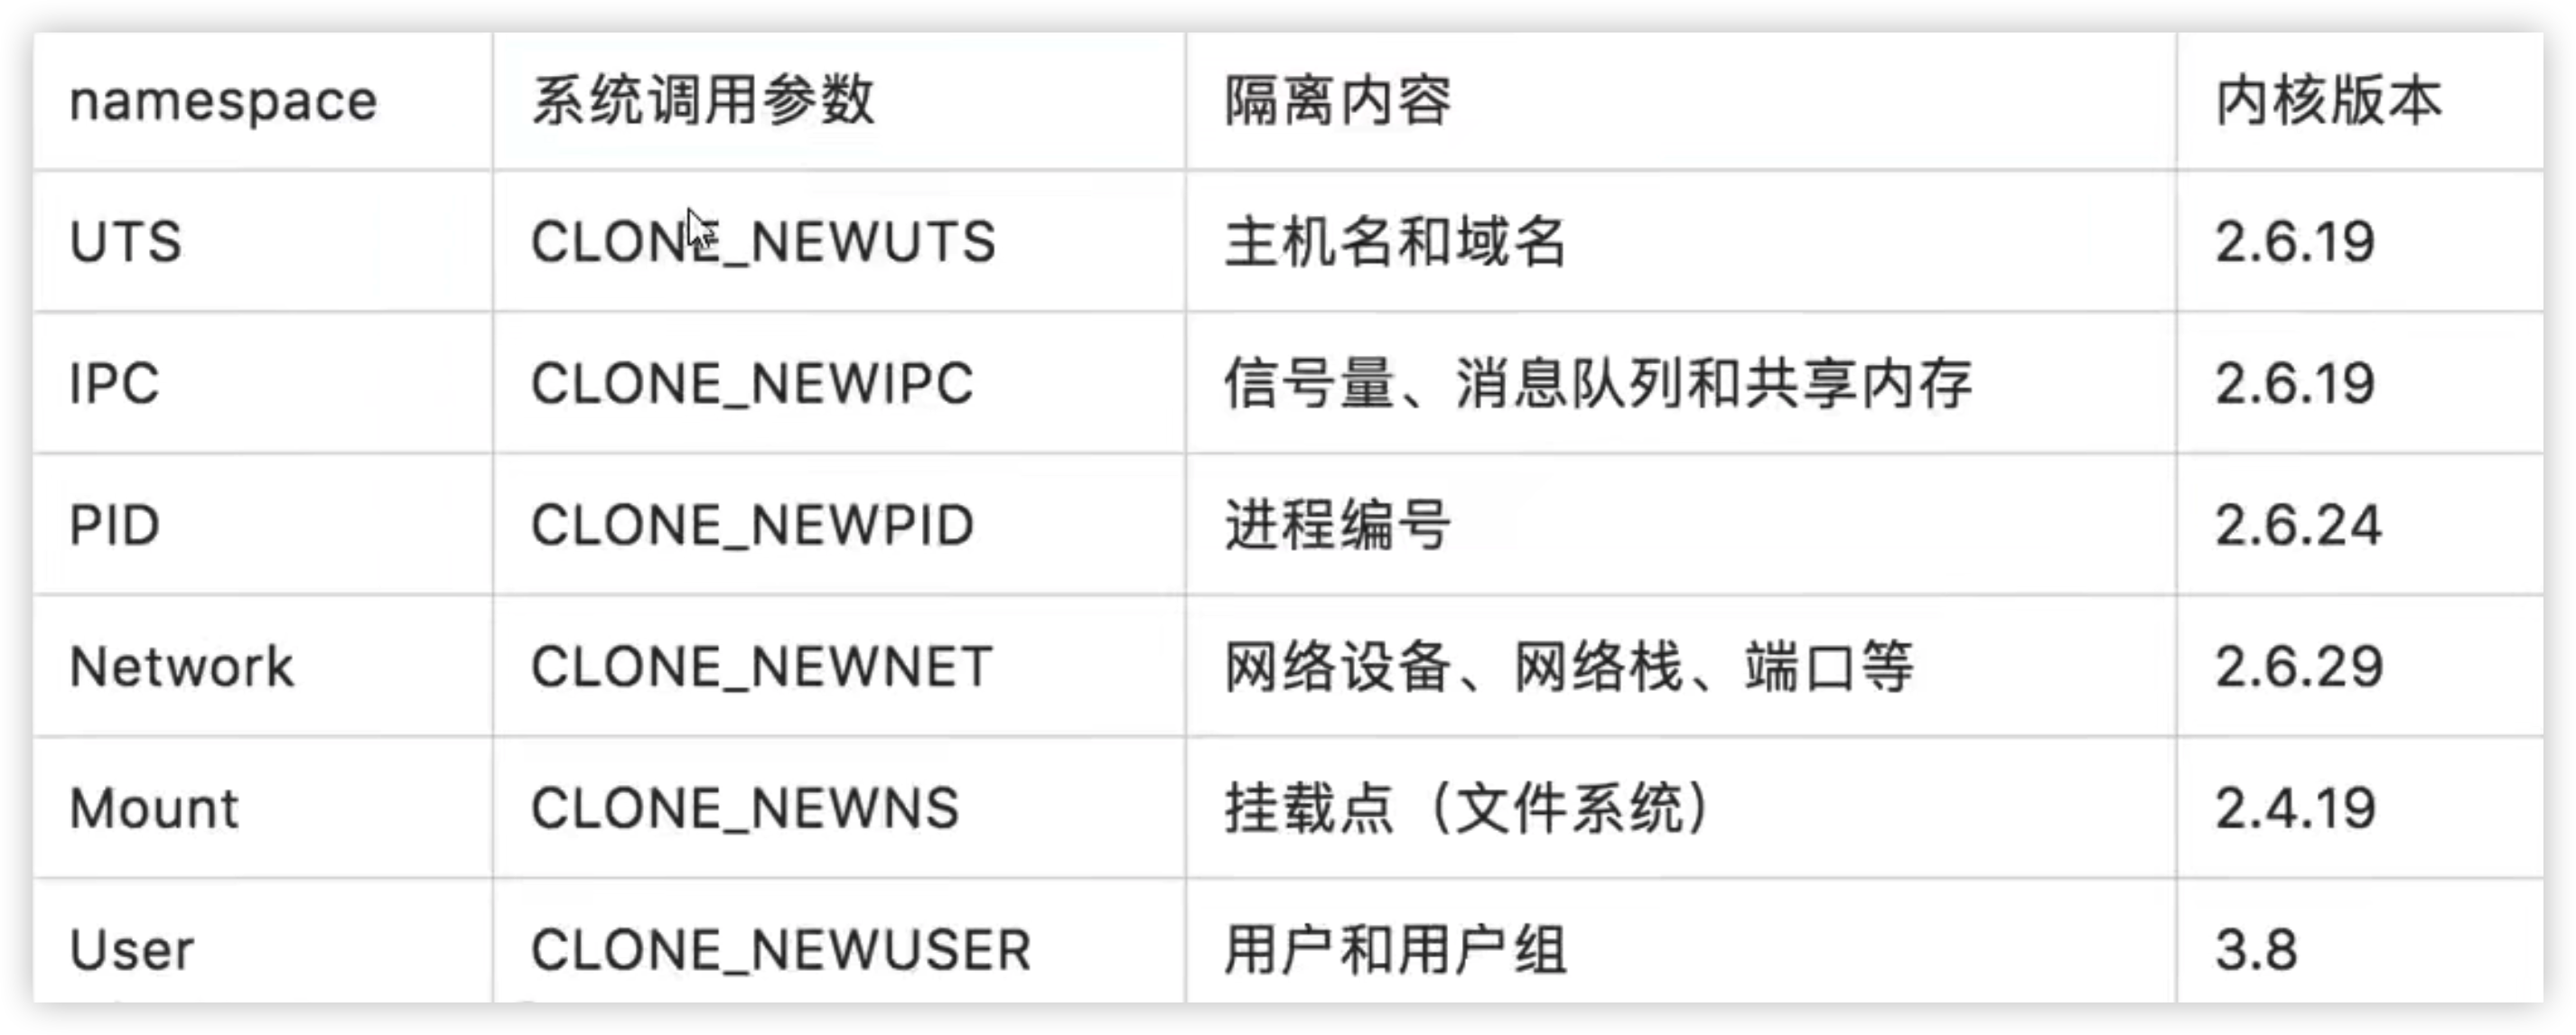 namespace 系统调用参数 隔离内容 内核版本
UTS CLONE_NEWUTS 主机名和域名 2.6.19
IPC CLONE_NEWIPC 信号量、消息队列和共享内存 2.6.19
PID CLONE_NEWPID 进程编号 2.6.24
Network CLONE_NEWNET 网络设备、网络栈、端口等 2.6.29
Mount CLONE_NEWNS 挂载点（文件系统） 2.4.19
User CLONE_NEWUSER 用户和用户组 3.8